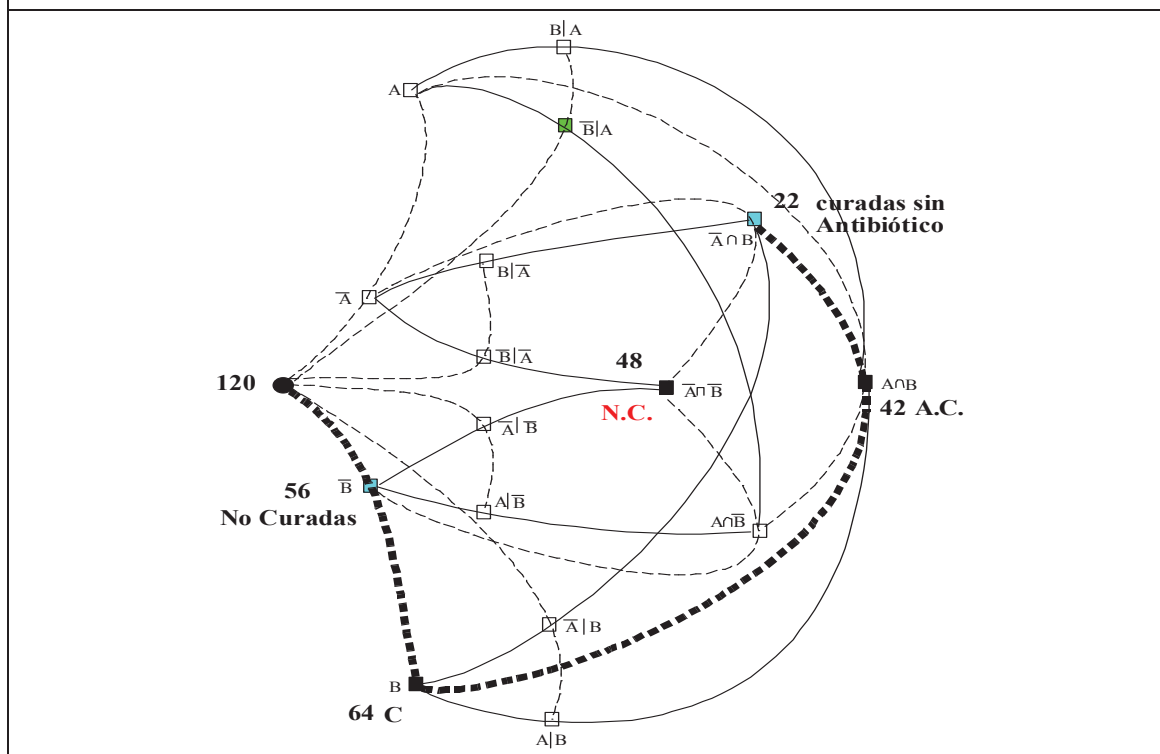 B|A
A
B̅|A
22 curadas sin
Antibiótico
A̅∩B
B|A̅
A̅
B̅|A̅
48
A̅∩B̅
120
A∩B
N.C.
42 A.C.
A̅|B̅
56
B̅
No Curadas
A|B̅
A∩B̅
A̅|B
B
64 C
A|B